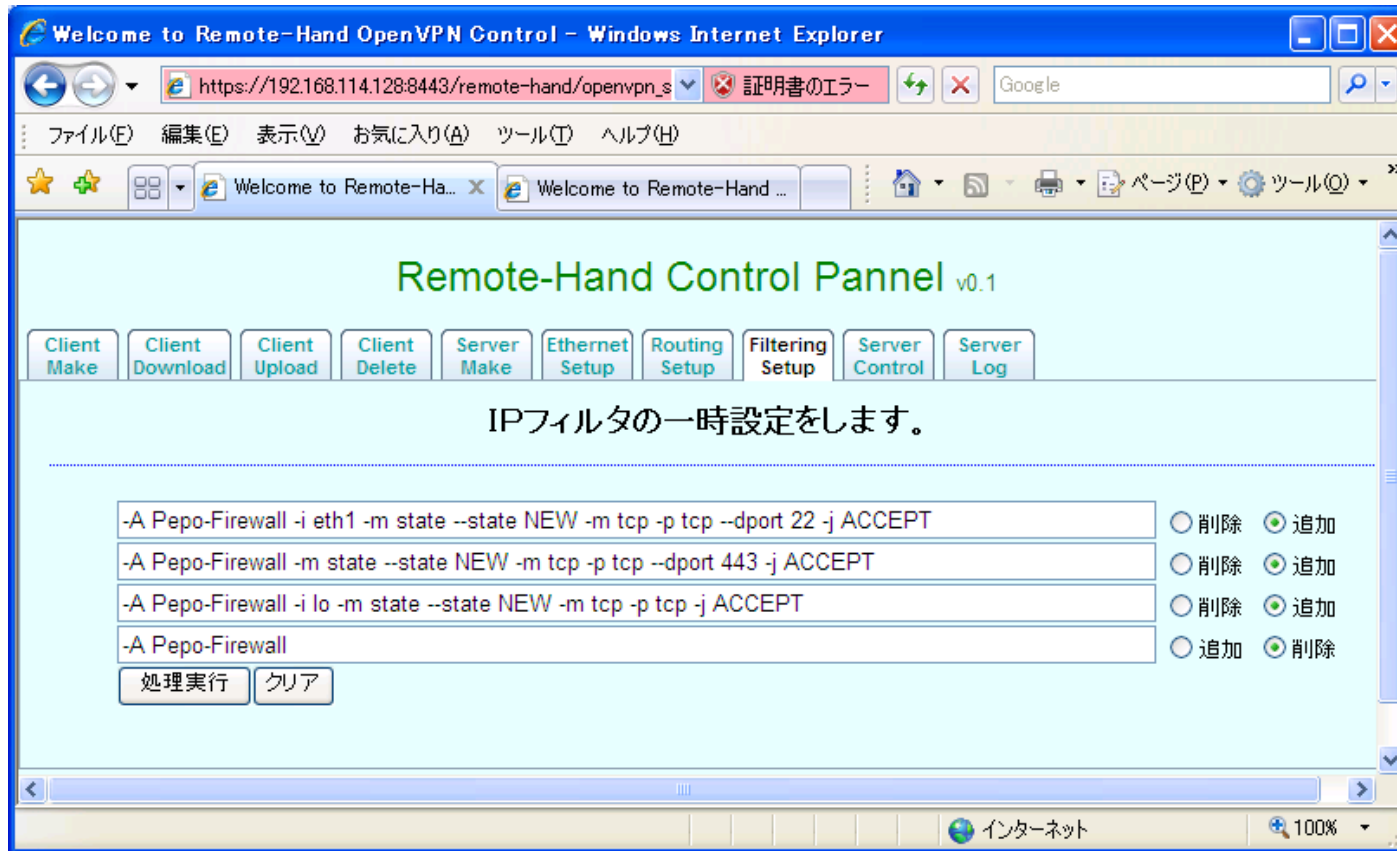 Welcome to Remote-Hand OpenVPN Control - Windows Internet Explorer
https://192.168.114.128:8443/remote-hand/openvpn_s 証明書のエラー Google
ファイル(F) 編集(E) 表示(V) お気に入り(A) ツール(T) ヘルプ(H)
Welcome to Remote-Ha... Welcome to Remote-Hand ... ページ(P) ツール(O) »
Remote-Hand Control Pannel v0.1
Client Make
Client Download
Client Upload
Client Delete
Server Make
Ethernet Setup
Routing Setup
Filtering Setup
Server Control
Server Log
IPフィルタの一時設定をします。
-A Pepo-Firewall -i eth1 -m state --state NEW -m tcp -p tcp --dport 22 -j ACCEPT 削除 追加
-A Pepo-Firewall -m state --state NEW -m tcp -p tcp --dport 443 -j ACCEPT 削除 追加
-A Pepo-Firewall -i lo -m state --state NEW -m tcp -p tcp -j ACCEPT 削除 追加
-A Pepo-Firewall 追加 削除
処理実行 クリア
インターネット 100%